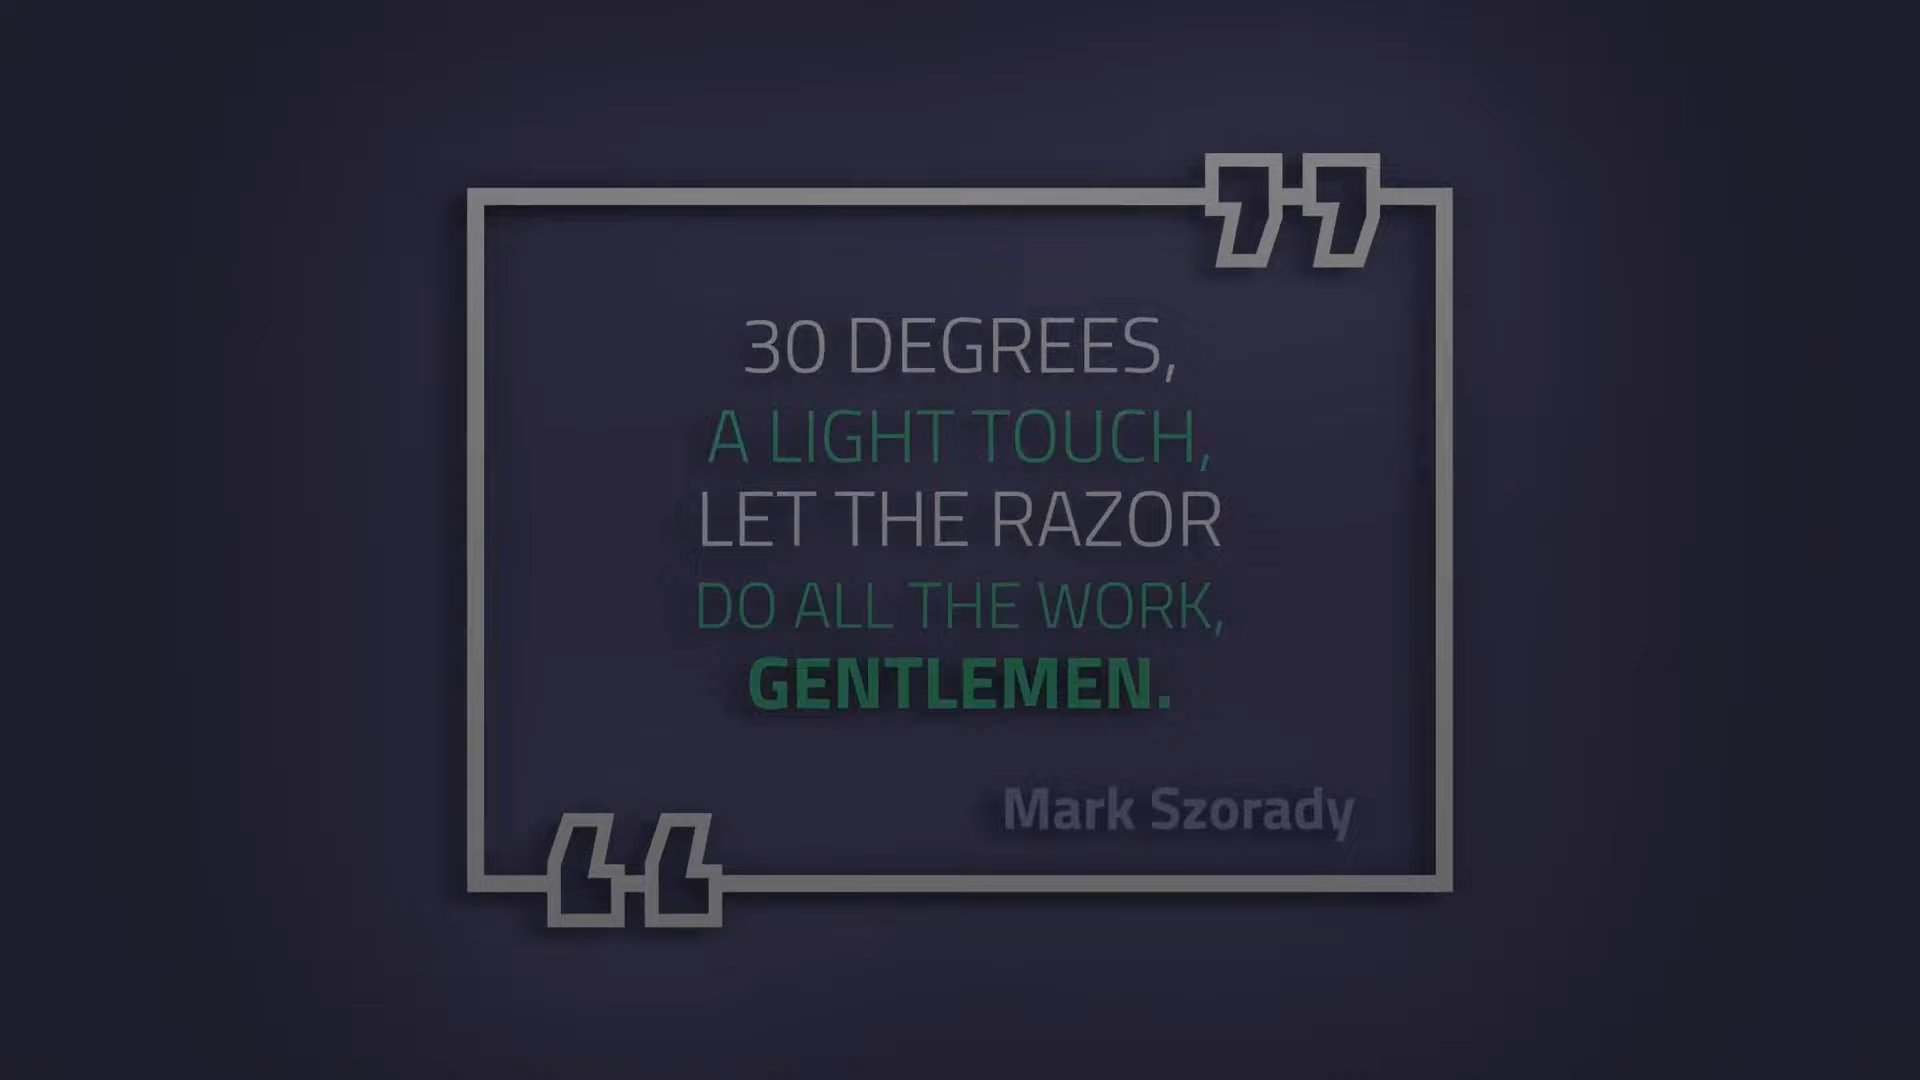 30 DEGREES,
A LIGHT TOUCH,
LET THE RAZOR
DO ALL THE WORK,
GENTLEMEN.
Mark Szorady